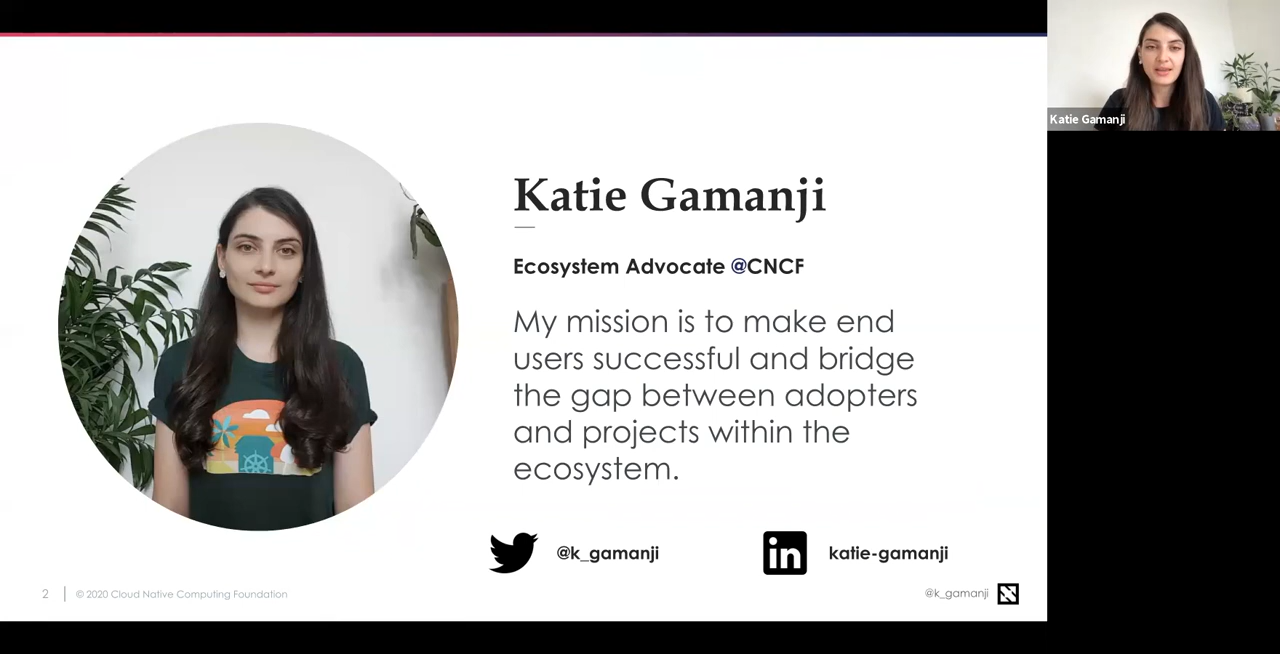 Katie Gamanji
Ecosystem Advocate @CNCF
My mission is to make end
users successful and bridge
the gap between adopters
and projects within the
ecosystem.
@k_gamanji
katie-gamanji
2
© 2020 Cloud Native Computing Foundation
@k_gamanji
Katie Gamanji